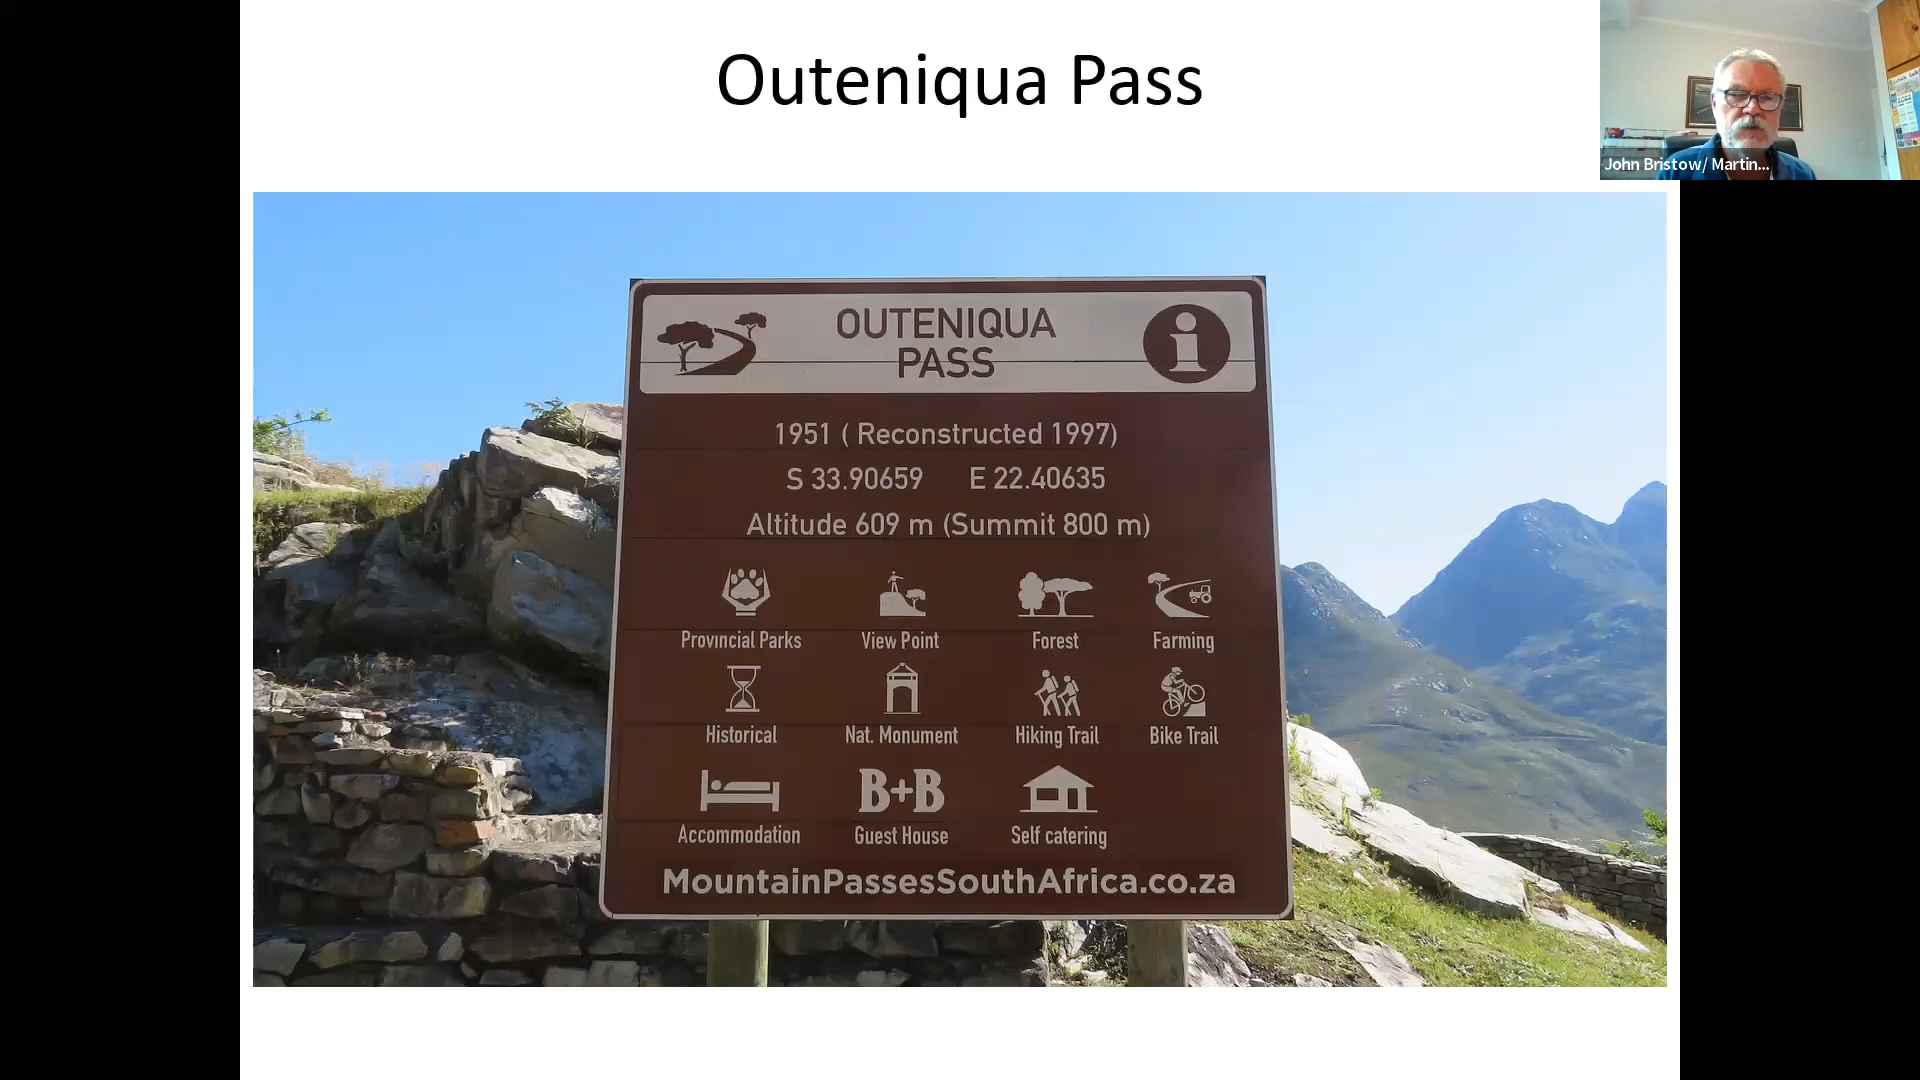 Outeniqua Pass
John Bristow/ Martin...
OUTENIQUA
PASS
1951 ( Reconstructed 1997)
S 33.90659 E 22.40635
Altitude 609 m (Summit 800 m)
Provincial Parks View Point Forest Farming
Historical Nat. Monument Hiking Trail Bike Trail
B+B
Accommodation Guest House Self catering
MountainPassesSouthAfrica.co.za